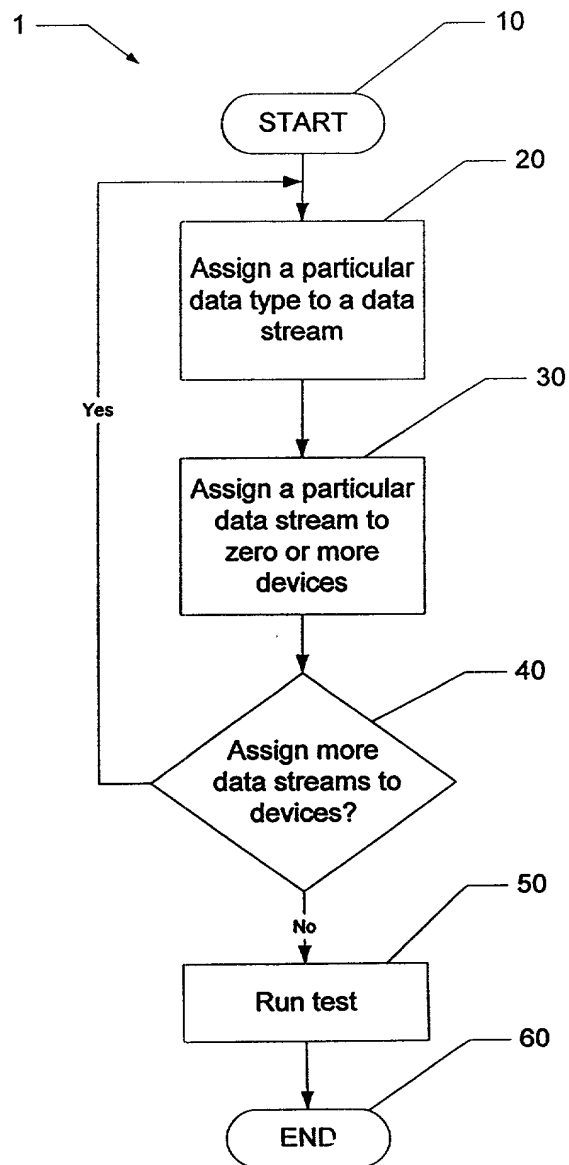 1
10
START
20
Assign a particular
data type to a data
stream
30
Yes
Assign a particular
data stream to
zero or more
devices
40
Assign more
data streams to
devices?
50
No
Run test
60
END